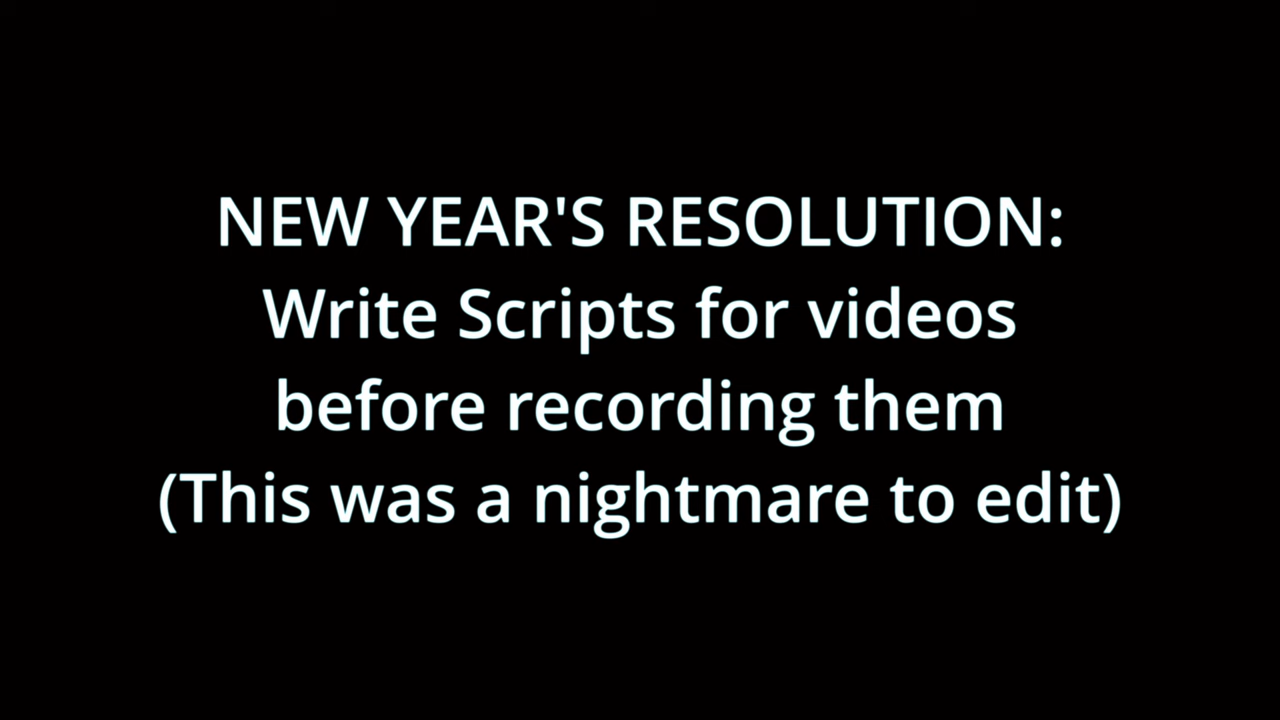 NEW YEAR'S RESOLUTION:
Write Scripts for videos
before recording them
(This was a nightmare to edit)